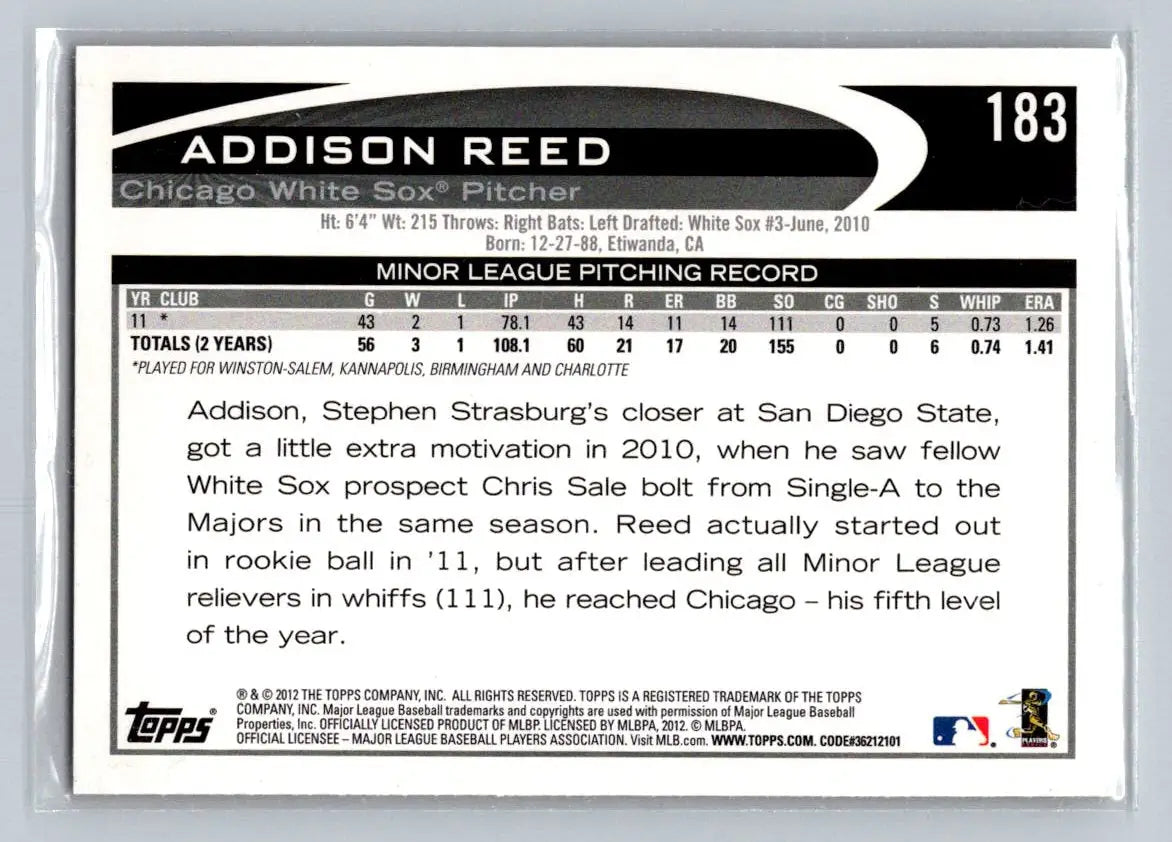 183
ADDISON REED
Chicago White Sox® Pitcher
Ht: 6'4" Wt: 215 Throws: Right Bats: Left Drafted: White Sox #3-June, 2010
Born: 12-27-88, Etiwanda, CA
MINOR LEAGUE PITCHING RECORD
YR CLUB G W L IP H R ER BB SO CG SHO S WHIP ERA
11 * 43 2 1 78.1 43 14 11 14 111 0 0 5 0.73 1.26
TOTALS (2 YEARS) 56 3 1 108.1 60 21 17 20 155 0 0 6 0.74 1.41
*PLAYED FOR WINSTON-SALEM, KANNAPOLIS, BIRMINGHAM AND CHARLOTTE
Addison, Stephen Strasburg's closer at San Diego State,
got a little extra motivation in 2010, when he saw fellow
White Sox prospect Chris Sale bolt from Single-A to the
Majors in the same season. Reed actually started out
in rookie ball in '11, but after leading all Minor League
relievers in whiffs (111), he reached Chicago – his fifth level
of the year.
® & © 2012 THE TOPPS COMPANY, INC. ALL RIGHTS RESERVED. TOPPS IS A REGISTERED TRADEMARK OF THE TOPPS
COMPANY, INC. Major League Baseball trademarks and copyrights are used with permission of Major League Baseball
Properties, Inc. OFFICIALLY LICENSED PRODUCT OF MLBP. LICENSED BY MLBPA, 2012. © MLBPA.
OFFICIAL LICENSEE – MAJOR LEAGUE BASEBALL PLAYERS ASSOCIATION. Visit MLB.com. WWW.TOPPS.COM. CODE#36212101
Topps®
PLAYERS